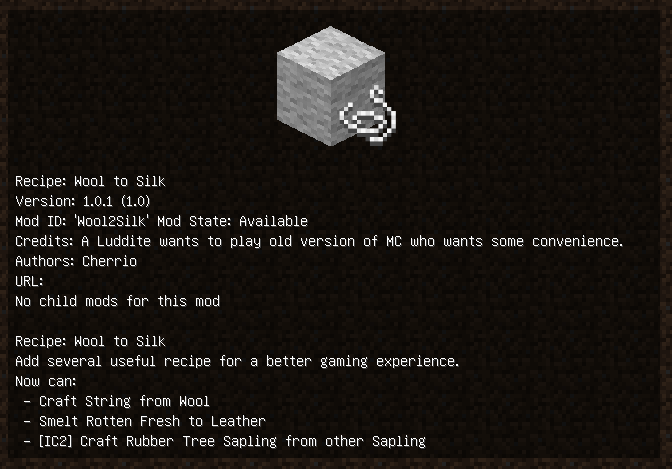 Recipe: Wool to Silk
Version: 1.0.1 (1.0)
Mod ID: 'Wool2Silk' Mod State: Available
Credits: A Luddite wants to play old version of MC who wants some convenience.
Authors: Cherrio
URL:
No child mods for this mod
Recipe: Wool to Silk
Add several useful recipe for a better gaming experience.
Now can:
- Craft String from Wool
- Smelt Rotten Fresh to Leather
- [IC2] Craft Rubber Tree Sapling from other Sapling